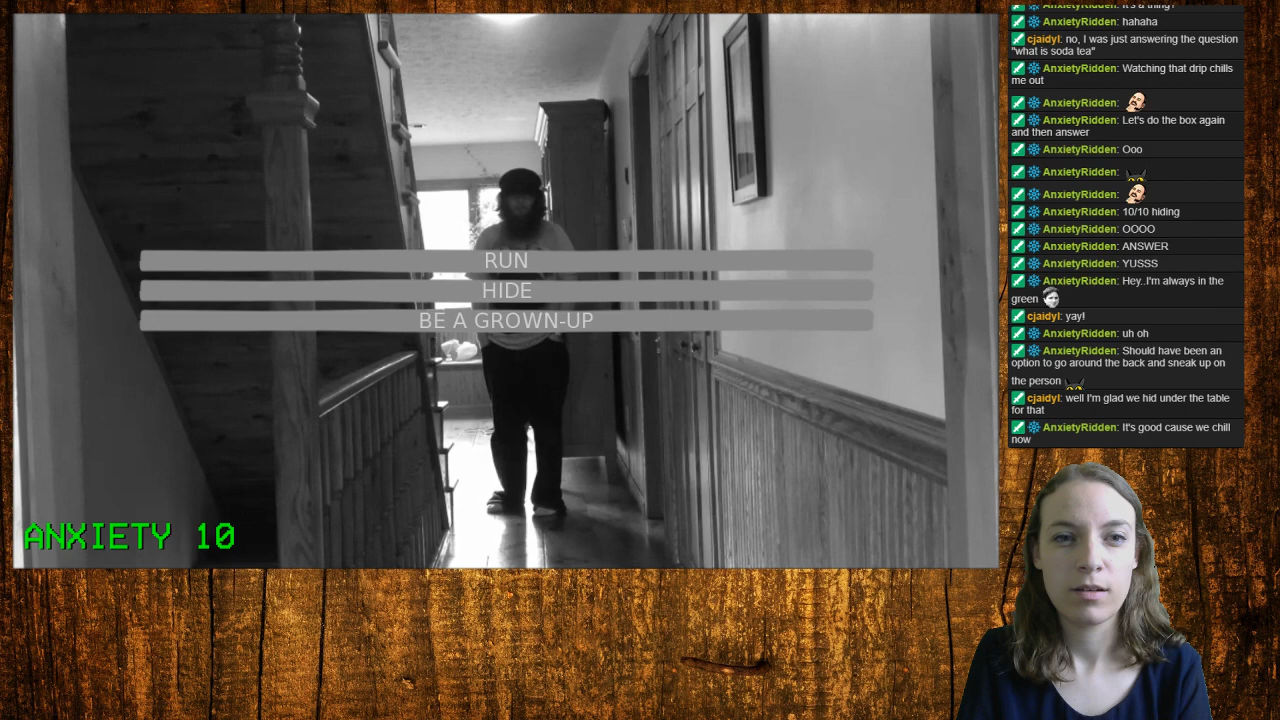 RUN
HIDE
BE A GROWN-UP
ANXIETY 10
AnxietyRidden: It's a thing?
AnxietyRidden: hahaha
cjaidyl: no, I was just answering the question
"what is soda tea"
AnxietyRidden: Watching that drip chills
me out
AnxietyRidden:
AnxietyRidden: Let's do the box again
and then answer
AnxietyRidden: Ooo
AnxietyRidden:
AnxietyRidden:
AnxietyRidden: 10/10 hiding
AnxietyRidden: OOOO
AnxietyRidden: ANSWER
AnxietyRidden: YUSSS
AnxietyRidden: Hey..I'm always in the
green
cjaidyl: yay!
AnxietyRidden: uh oh
AnxietyRidden: Should have been an
option to go around the back and sneak up on
the person
cjaidyl: well I'm glad we hid under the table
for that
AnxietyRidden: It's good cause we chill
now